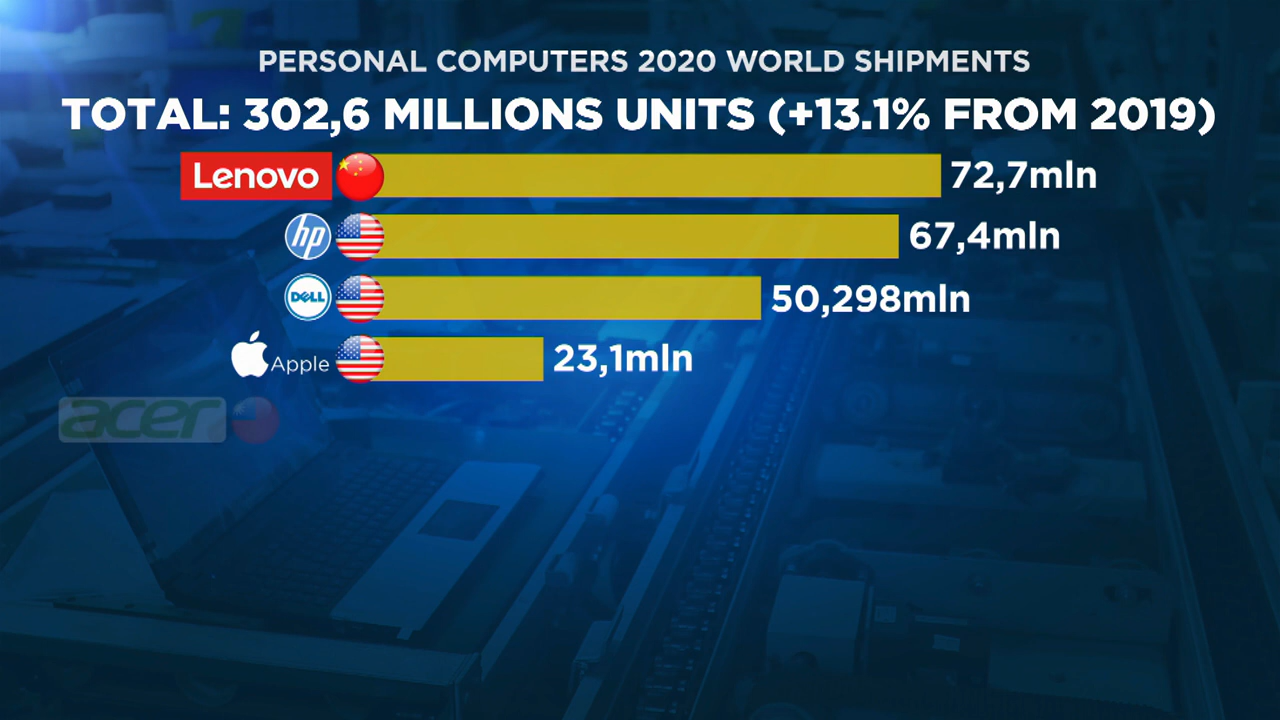 PERSONAL COMPUTERS 2020 WORLD SHIPMENTS
TOTAL: 302,6 MILLIONS UNITS (+13.1% FROM 2019)
Lenovo 72,7mln
hp 67,4mln
DELL 50,298mln
Apple 23,1mln
acer